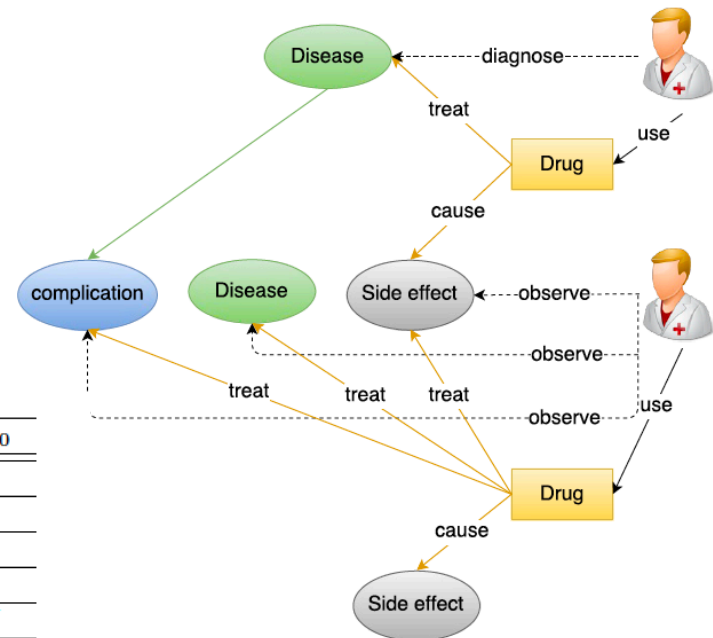 Disease
diagnose
treat
use
Drug
cause
complication
Disease
Side effect
observe
observe
treat
treat
treat
use
observe
0
Drug
cause
Side effect